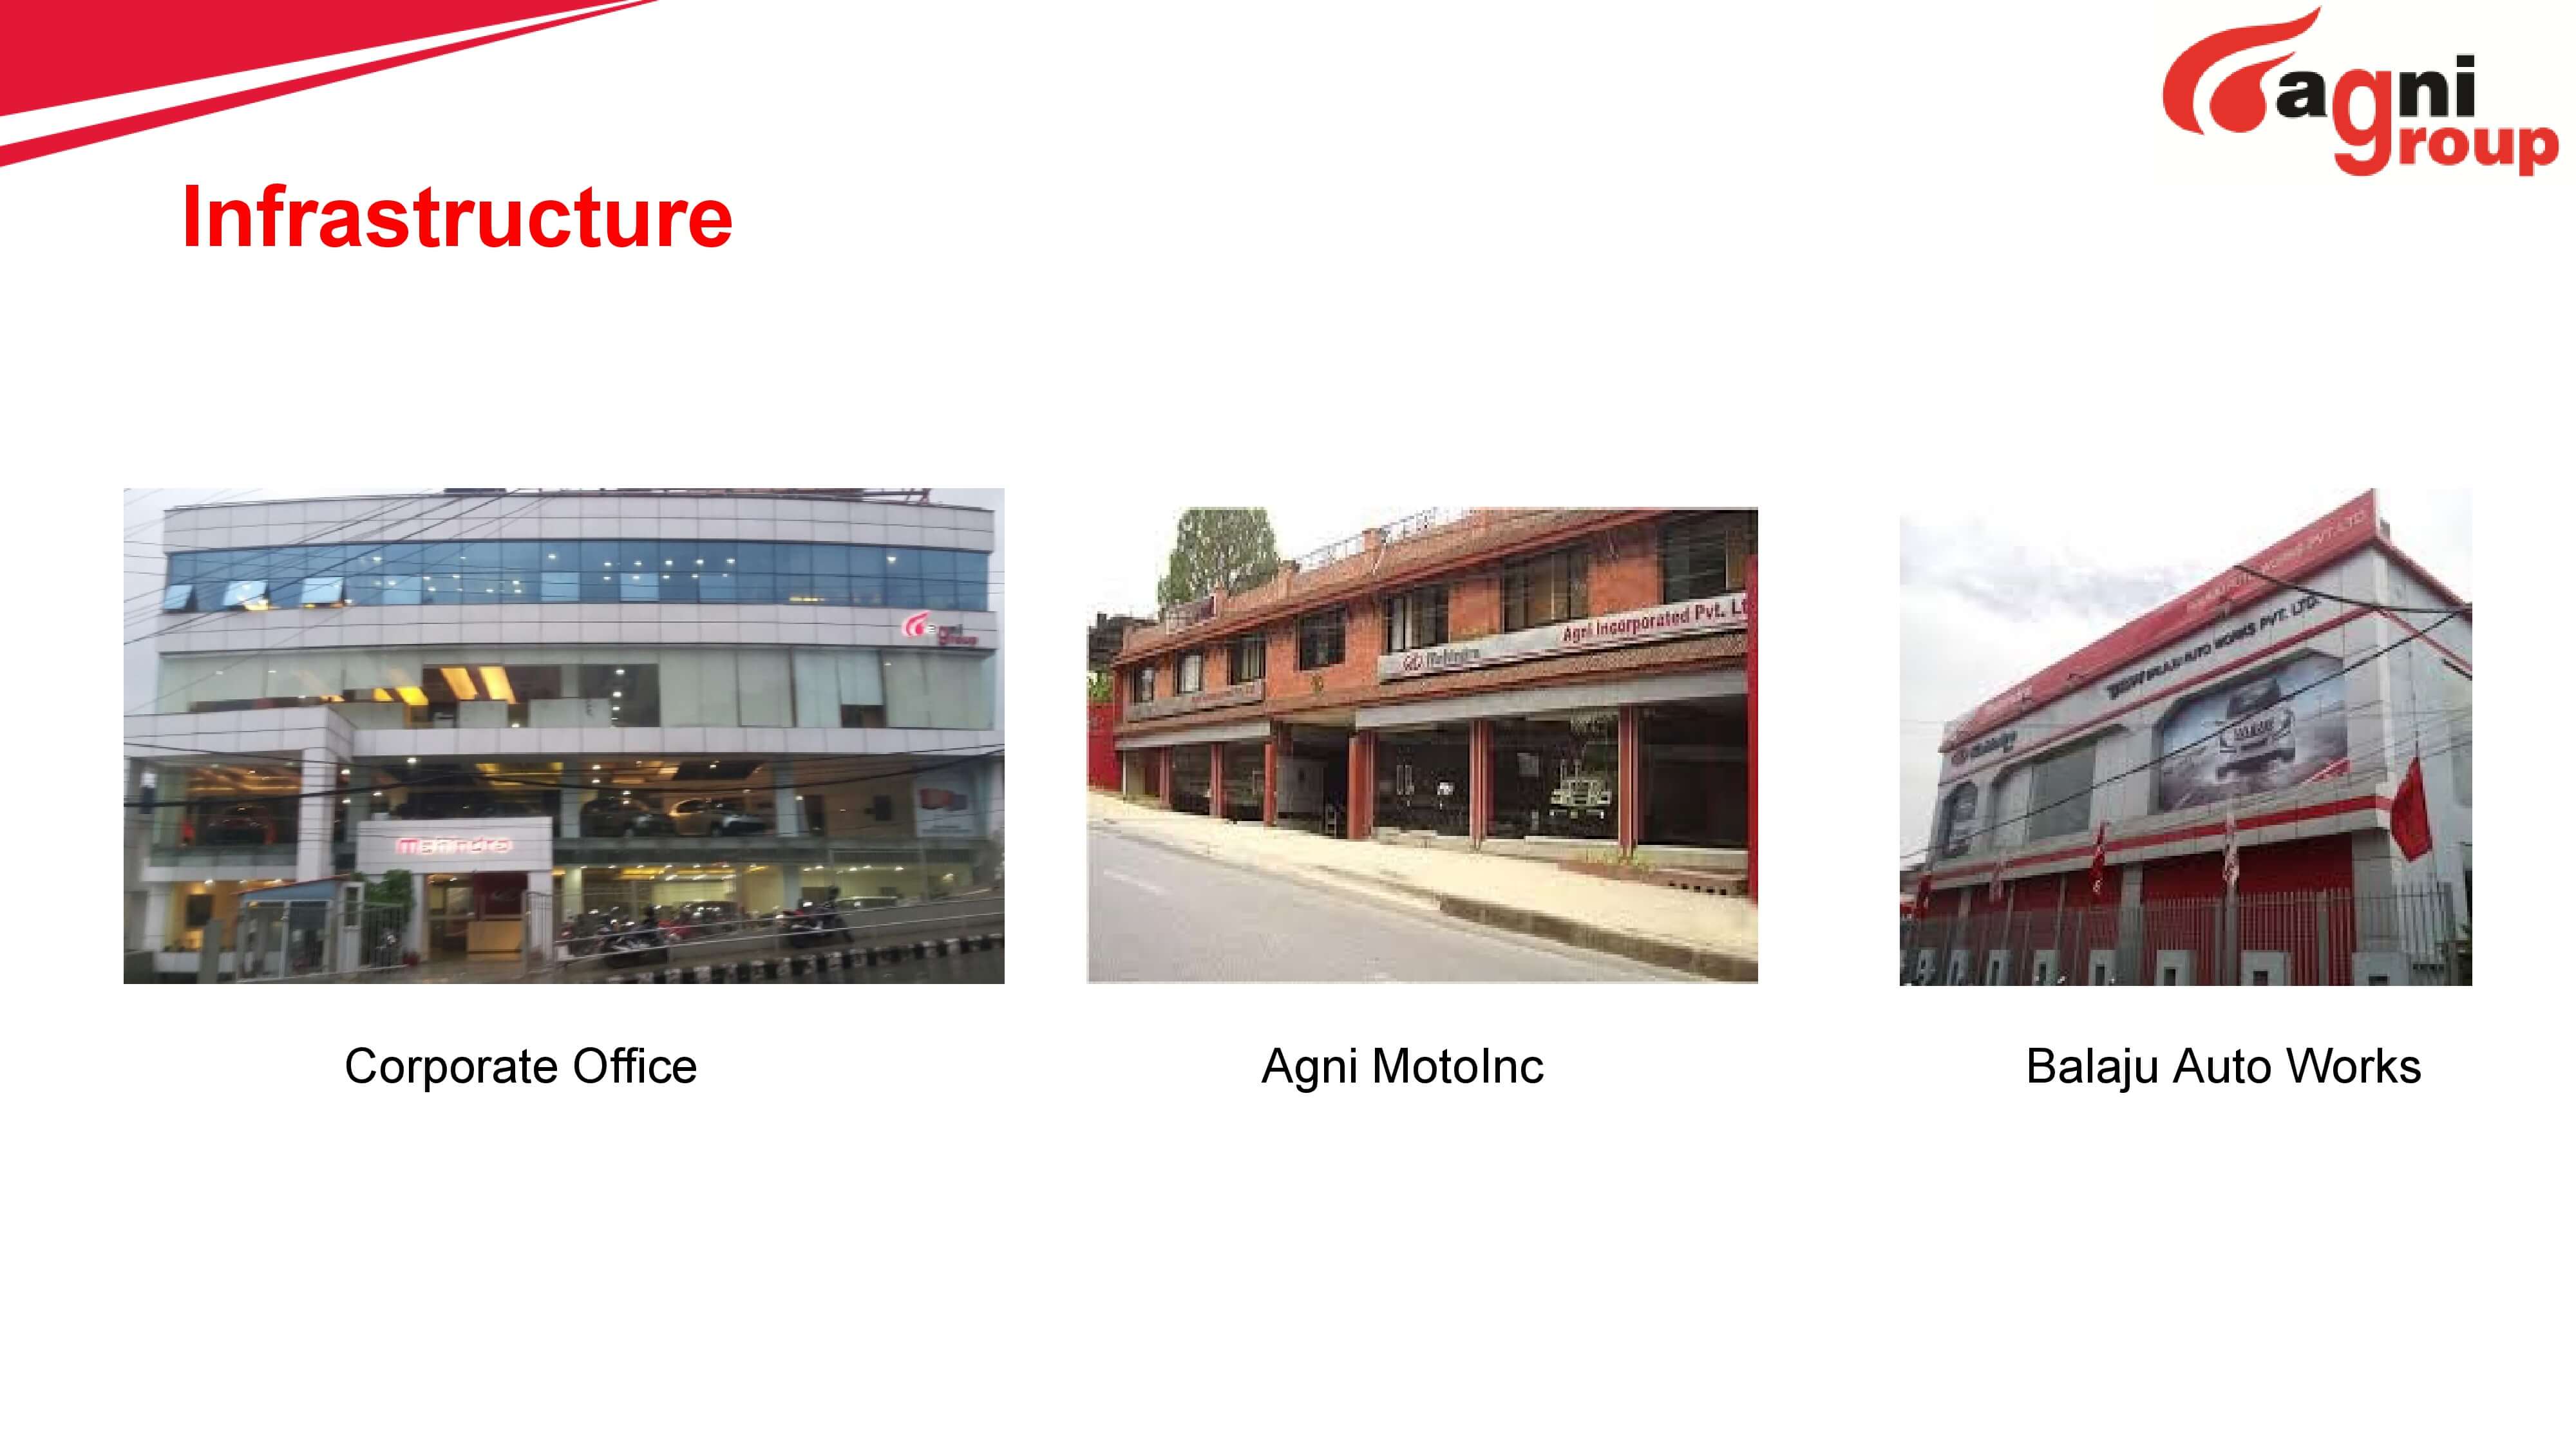 agni
group
Infrastructure
agni
group
mahindra
Agni Incorporated Pvt. Lt
Mahindra
BALAJU AUTO WORKS PVT. LTD.
Corporate Office
Agni MotoInc
Balaju Auto Works